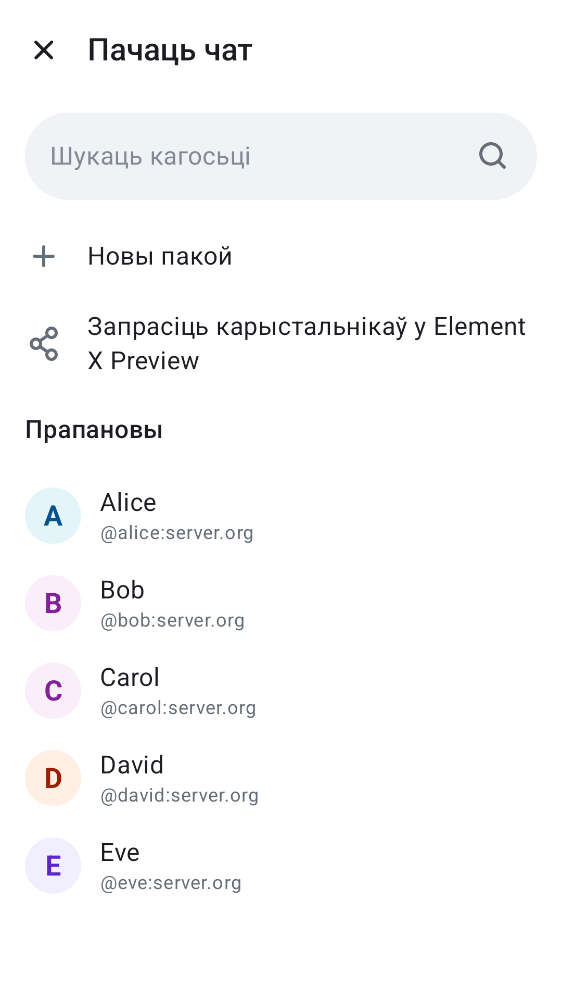 Пачаць чат
Шукаць кагосьці
Новы пакой
Запрасіць карыстальнікаў у Element
X Preview
Прапановы
A
Alice
@alice:server.org
B
Bob
@bob:server.org
C
Carol
@carol:server.org
D
David
@david:server.org
E
Eve
@eve:server.org